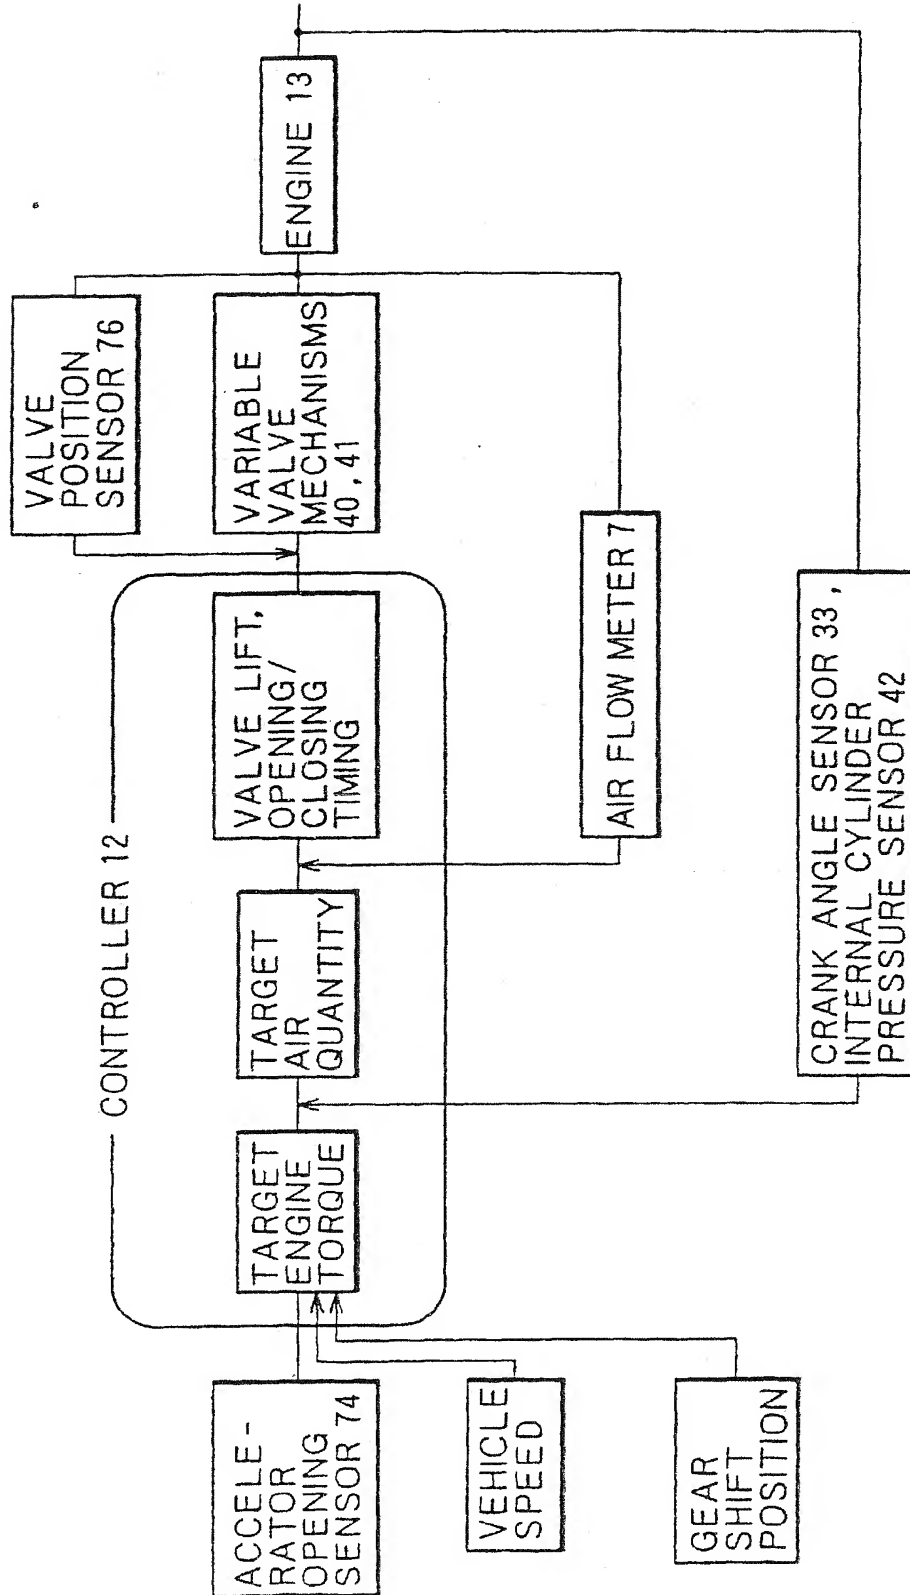 ACCELE-
RATOR
OPENING
SENSOR 74
VEHICLE
SPEED
GEAR
SHIFT
POSITION
CONTROLLER 12
TARGET
ENGINE
TORQUE
TARGET
AIR
QUANTITY
VALVE LIFT,
OPENING/
CLOSING
TIMING
VALVE
POSITION
SENSOR 76
VARIABLE
VALVE
MECHANISMS
40, 41
ENGINE 13
AIR FLOW METER 7
CRANK ANGLE SENSOR 33,
INTERNAL CYLINDER
PRESSURE SENSOR 42